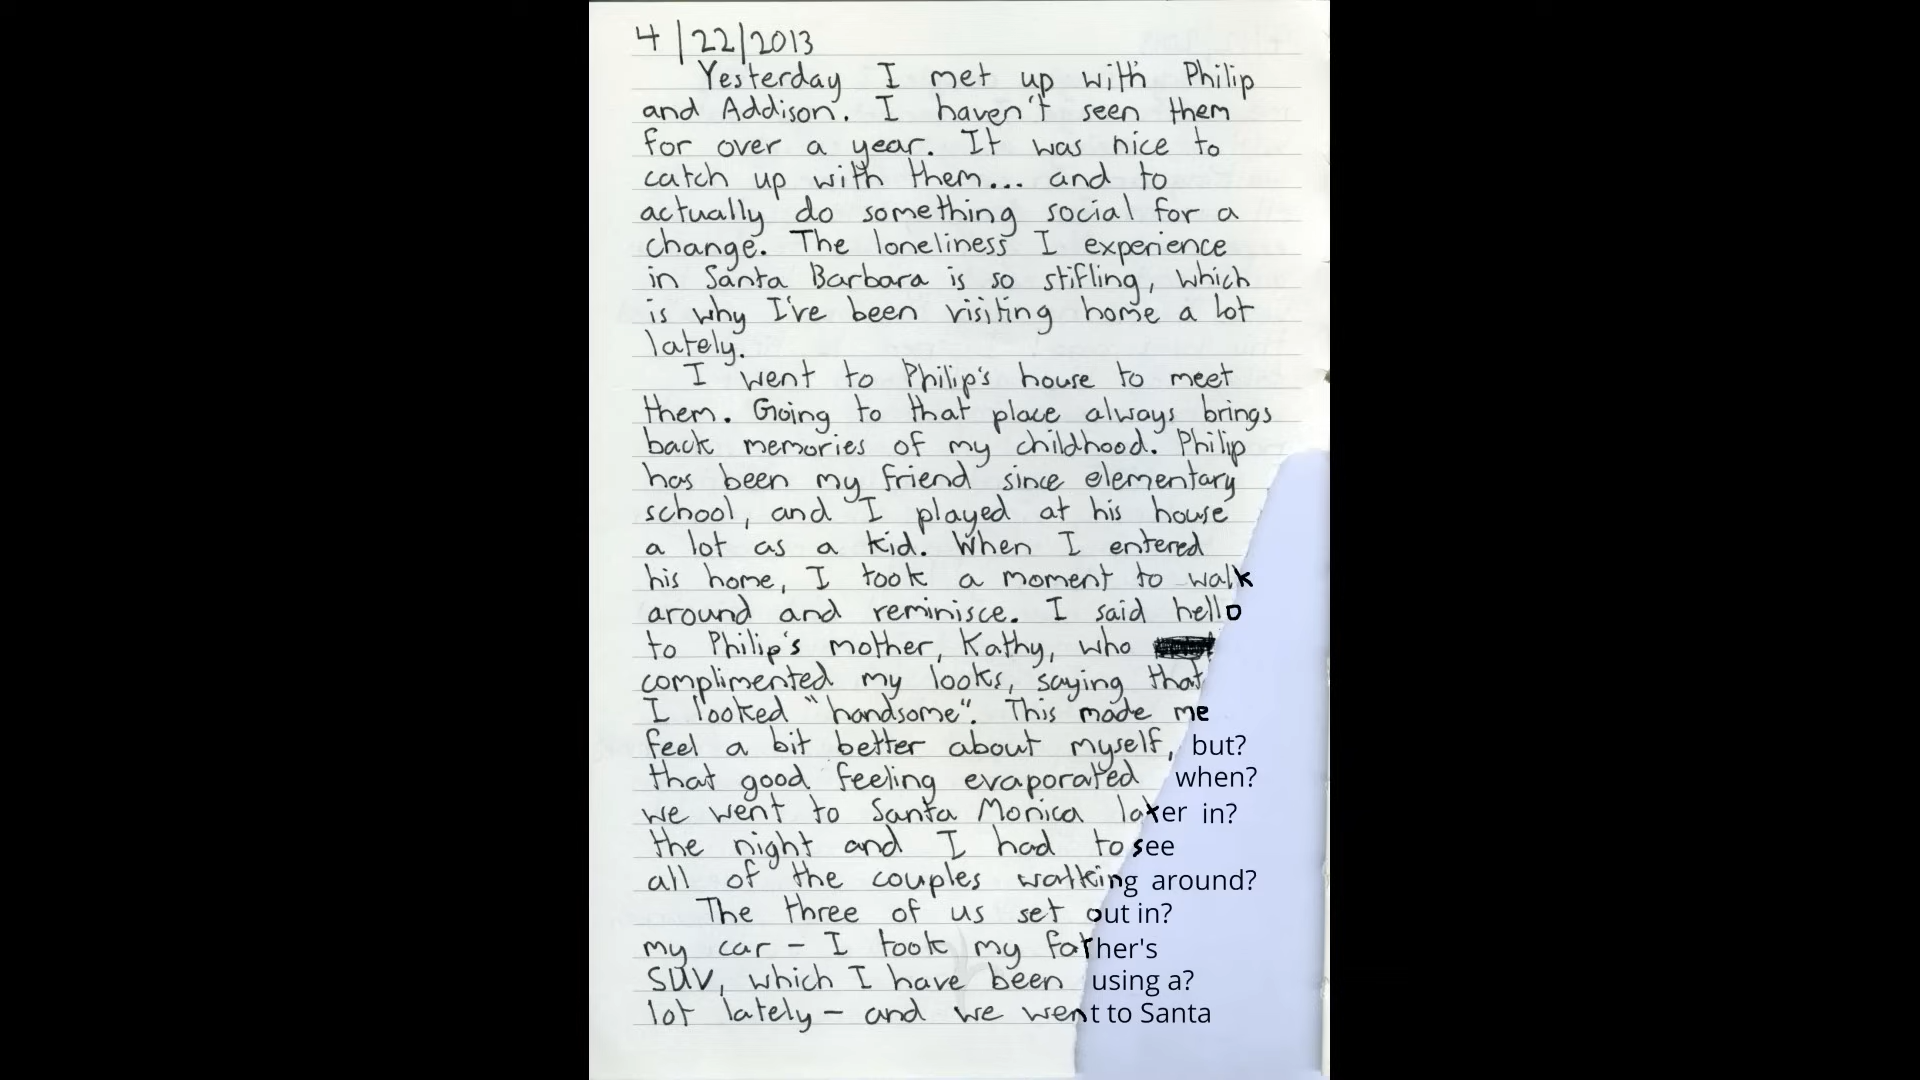 4/22/2013
Yesterday I met up with Philip
and Addison. I haven't seen them
for over a year. It was nice to
catch up with them... and to
actually do something social for a
change. The loneliness I experience
in Santa Barbara is so stifling, which
is why I've been visiting home a lot
lately.
I went to Philip's house to meet
them. Going to that place always brings
back memories of my childhood. Philip
has been my friend since elementary
school, and I played at his house
a lot as a kid. When I entered
his home, I took a moment to walk
around and reminisce. I said hello
to Philip's mother, Kathy, who
complimented my looks, saying that
I looked "handsome". This made me
feel a bit better about myself, but?
that good feeling evaporated when?
we went to Santa Monica later in?
the night and I had to see
all of the couples walking around?
The three of us set out in?
my car – I took my father's
SUV, which I have been using a?
lot lately – and we went to Santa